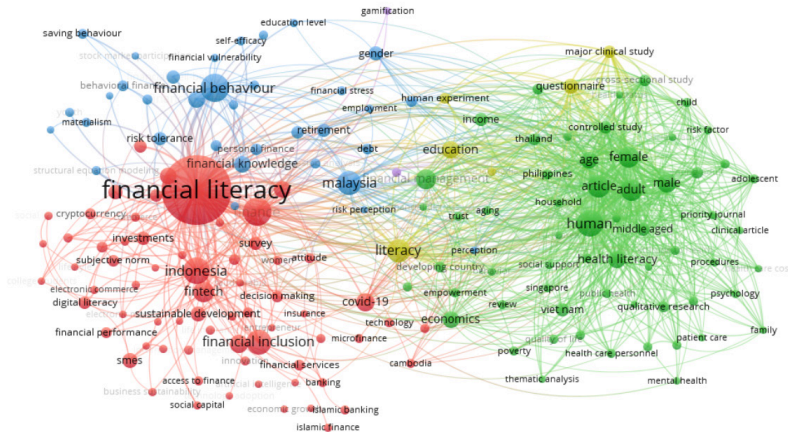 gamification
education level
saving behaviour
self-efficacy
gender
major clinical study
financial vulnerability
cross-sectional study
financial behaviour
questionnaire
financial stress
human experiment
child
employment
materialism
income
controlled study
risk factor
risk tolerance
retirement
thailand
personal finance
debt
education
age
female
financial knowledge
structural equation modeling
philippines
adolescent
malaysia
financial management
article
adult
male
financial literacy
household
risk perception
aging
trust
priority journal
cryptocurrency
human
middle aged
clinical article
investments
survey
literacy
perception
subjective norm
women
attitude
health literacy
procedures
indonesia
developing country
social support
electronic commerce
fintech
decision making
empowerment
singapore
public health
psychology
digital literacy
covid-19
review
viet nam
qualitative research
sustainable development
insurance
technology
economics
financial performance
family
financial inclusion
microfinance
quality of life
patient care
poverty
health care personnel
smes
financial services
cambodia
access to finance
banking
thematic analysis
mental health
business sustainability
social capital
economic growth
islamic banking
islamic finance